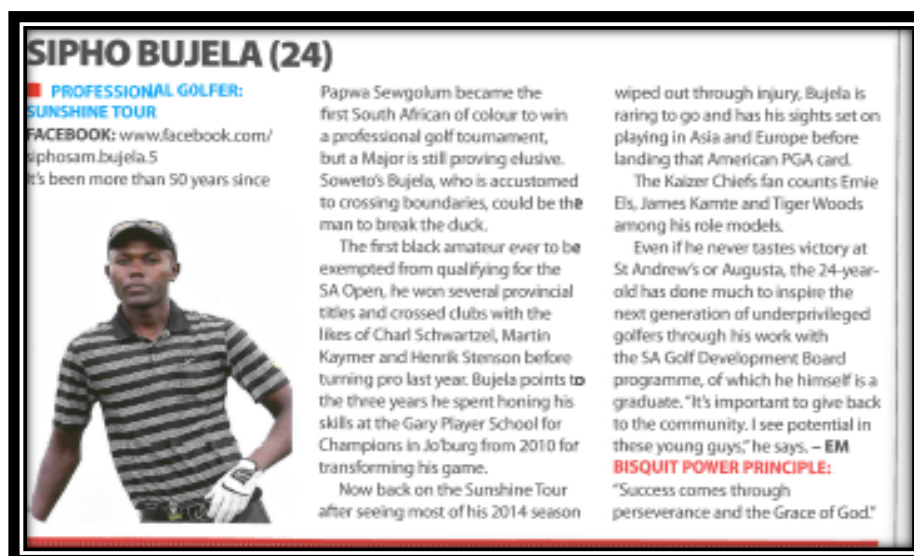 SIPHO BUJELA (24)
PROFESSIONAL GOLFER:
SUNSHINE TOUR
FACEBOOK: www.facebook.com/
siphosam.bujela.5
It's been more than 50 years since
Papwa Sewgolum became the
first South African of colour to win
a professional golf tournament,
but a Major is still proving elusive.
Soweto's Bujela, who is accustomed
to crossing boundaries, could be the
man to break the duck.
The first black amateur ever to be
exempted from qualifying for the
SA Open, he won several provincial
titles and crossed clubs with the
likes of Charl Schwartzel, Martin
Kaymer and Henrik Stenson before
turning pro last year. Bujela points to
the three years he spent honing his
skills at the Gary Player School for
Champions in Jo'burg from 2010 for
transforming his game.
Now back on the Sunshine Tour
after seeing most of his 2014 season
wiped out through injury, Bujela is
raring to go and has his sights set on
playing in Asia and Europe before
landing that American PGA card.
The Kaizer Chiefs fan counts Ernie
Els, James Kamte and Tiger Woods
among his role models.
Even if he never tastes victory at
St Andrew's or Augusta, the 24-year-
old has done much to inspire the
next generation of underprivileged
golfers through his work with
the SA Golf Development Board
programme, of which he himself is a
graduate. "It's important to give back
to the community. I see potential in
these young guys," he says. – EM
BISQUIT POWER PRINCIPLE:
"Success comes through
perseverance and the Grace of God."